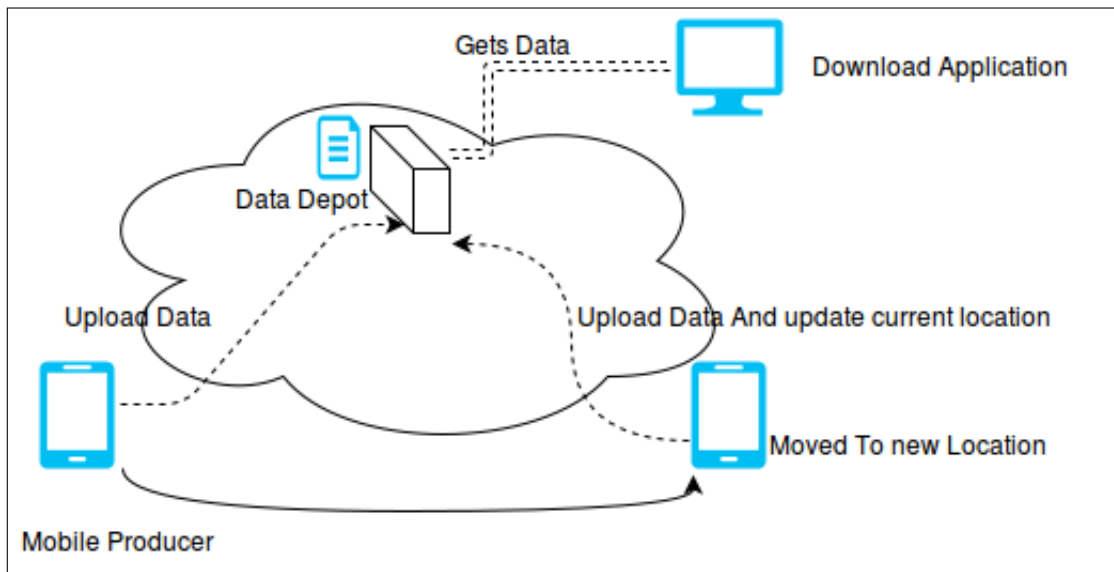 Gets Data
Download Application
Data Depot
Upload Data
Upload Data And update current location
Moved To new Location
Mobile Producer